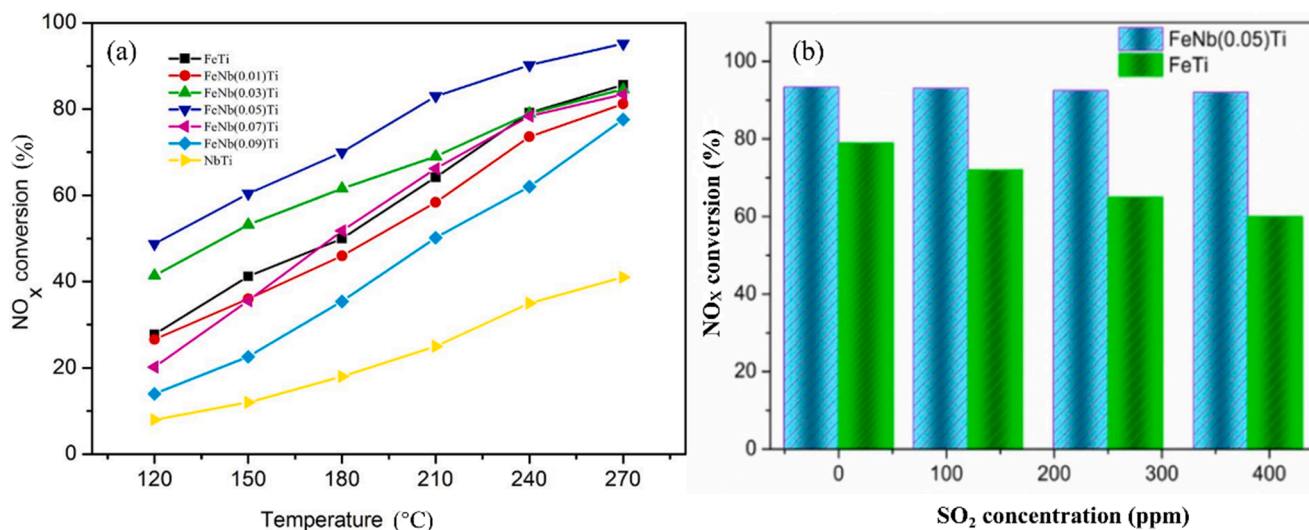 (a)
FeTi
FeNb(0.01)Ti
FeNb(0.03)Ti
FeNb(0.05)Ti
FeNb(0.07)Ti
FeNb(0.09)Ti
NbTi
100
80
60
40
20
0
NOx conversion (%)
120 150 180 210 240 270
Temperature (°C)
(b)
FeNb(0.05)Ti
FeTi
100
80
60
40
20
0
NOx conversion (%)
0 100 200 300 400
SO2 concentration (ppm)